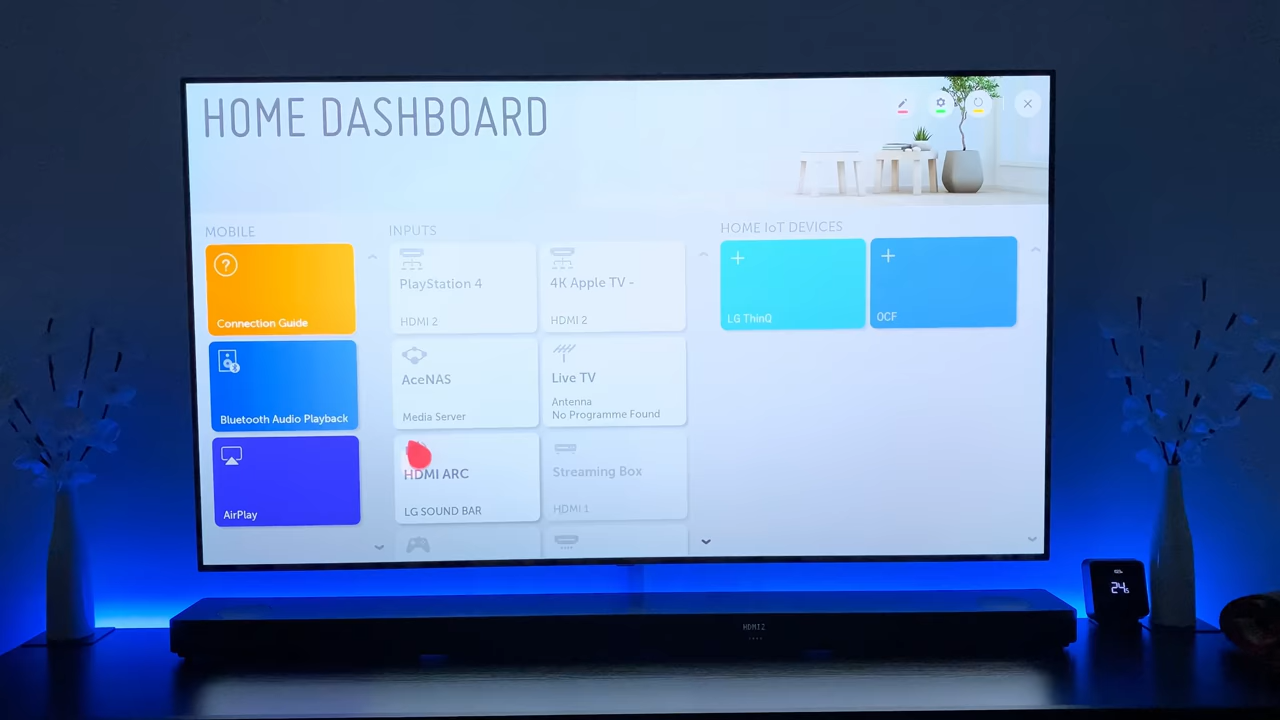 HOME DASHBOARD
MOBILE
Connection Guide
Bluetooth Audio Playback
AirPlay
INPUTS
PlayStation 4
HDMI 2
4K Apple TV -
HDMI 2
AceNAS
Media Server
Live TV
Antenna
No Programme Found
HDMI ARC
LG SOUND BAR
Streaming Box
HDMI 1
HOME IoT DEVICES
LG ThinQ
OCF
HDMI2
24